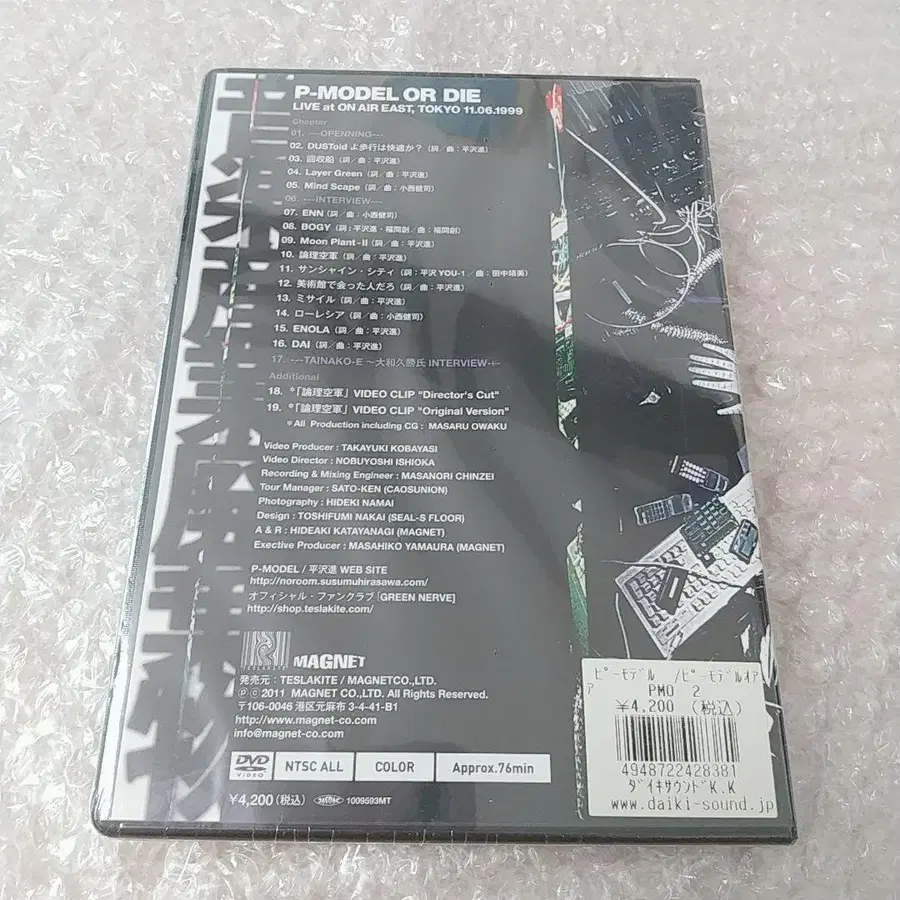 P-MODEL OR DIE
LIVE at ON AIR EAST, TOKYO 11.06.1999
Chapter
01. ---OPENNING---
02. DUSToid よ歩行は快適か？（詞／曲：平沢進）
03. 回収船（詞／曲：平沢進）
04. Layer Green（詞／曲：平沢進）
05. Mind Scape（詞／曲：小西健司）
06. ---INTERVIEW---
07. ENN（詞／曲：小西健司）
08. BOGY（詞：平沢進・福間創／曲：福間創）
09. Moon Plant-II（詞／曲：平沢進）
10. 論理空軍（詞／曲：平沢進）
11. サンシャイン・シティ（詞：平沢 YOU-1／曲：田中靖美）
12. 美術館で会った人だろ（詞／曲：平沢進）
13. ミサイル（詞／曲：平沢進）
14. ローレシア（詞／曲：小西健司）
15. ENOLA（詞／曲：平沢進）
16. DAI（詞／曲：平沢進）
17. ---TAINAKO-E ～大和久勝氏 INTERVIEW---
Additional
18. *「論理空軍」VIDEO CLIP "Director's Cut"
19. *「論理空軍」VIDEO CLIP "Original Version"
*All Production including CG : MASARU OWAKU
Video Producer : TAKAYUKI KOBAYASI
Video Director : NOBUYOSHI ISHIOKA
Recording & Mixing Engineer : MASANORI CHINZEI
Tour Manager : SATO-KEN (CAOSUNION)
Photography : HIDEKI NAMAI
Design : TOSHIFUMI NAKAI (SEAL-S FLOOR)
A & R : HIDEAKI KATAYANAGI (MAGNET)
Exective Producer : MASAHIKO YAMAURA (MAGNET)
P-MODEL / 平沢進 WEB SITE
http://noroom.susumuhirasawa.com/
オフィシャル・ファンクラブ [GREEN NERVE]
http://shop.teslakite.com/
TESLAKITE MAGNET
発売元：TESLAKITE / MAGNETCO.,LTD.
℗©2011 MAGNET CO.,LTD. All Rights Reserved.
〒106-0046 港区元麻布 3-4-41-B1
http://www.magnet-co.com
info@magnet-co.com
DVD VIDEO NTSC ALL COLOR Approx.76min
¥4,200（税込） 1009593MT
ﾋﾟｰﾓﾃﾞﾙ /ﾋﾟｰﾓﾃﾞﾙｵｱ
ｱ PMO 2
¥4,200 （税込）
4948722428381
ﾀﾞｲｷｻｳﾝﾄﾞK.K
www.daiki-sound.jp